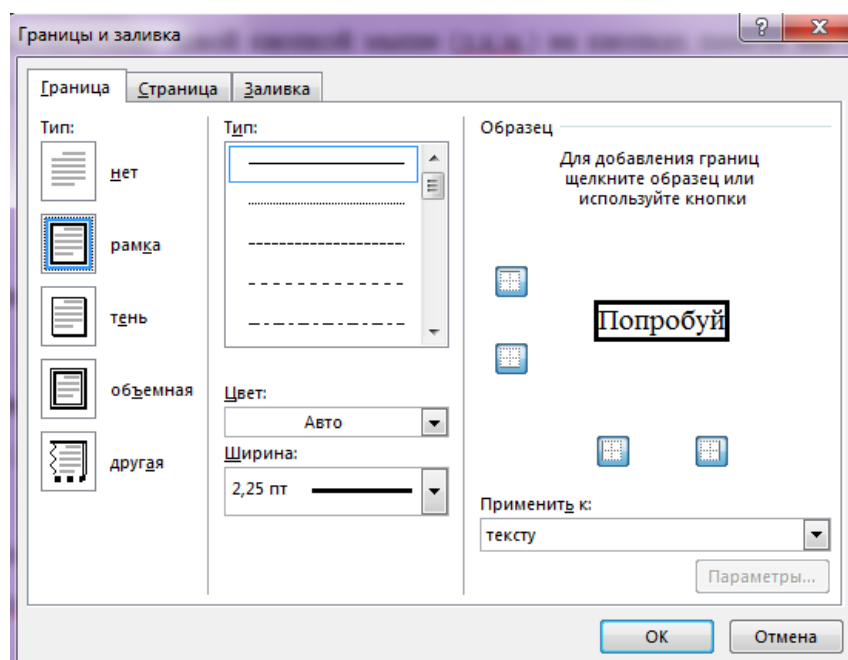 Границы и заливка
Граница Страница Заливка
Тип:
нет
рамка
тень
объемная
другая
Тип:
Цвет:
Авто
Ширина:
2,25 пт
Образец
Для добавления границ
щелкните образец или
используйте кнопки
Попробуй
Применить к:
тексту
Параметры...
ОК Отмена